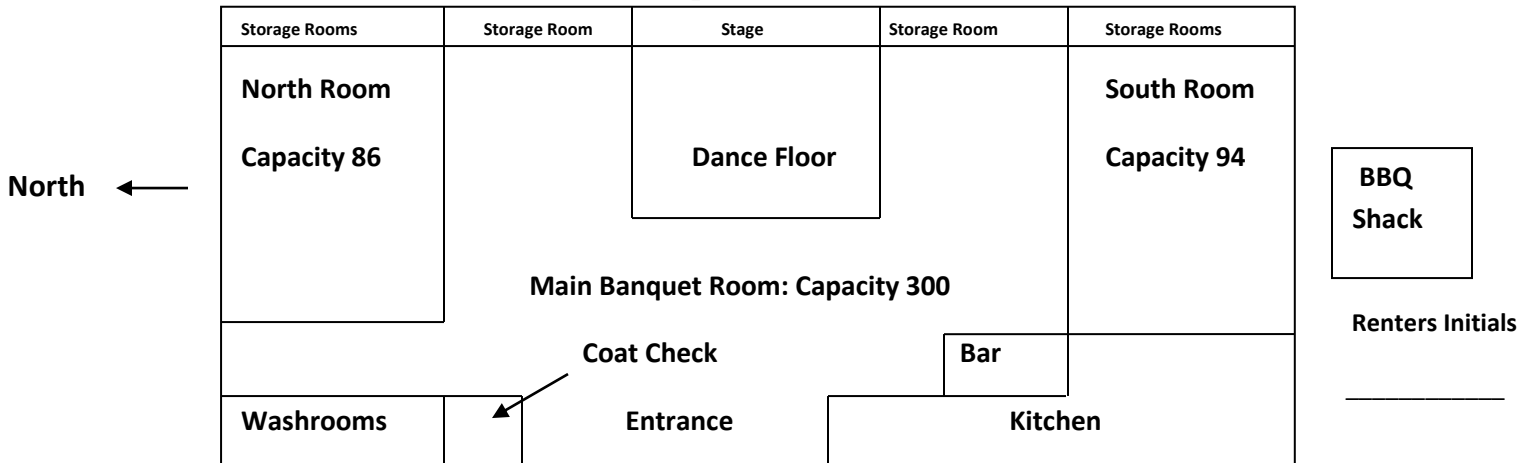 Storage Rooms
Storage Room
Stage
Storage Room
Storage Rooms
North Room
South Room
Capacity 86
Dance Floor
Capacity 94
North
BBQ
Shack
Main Banquet Room: Capacity 300
Renters Initials
Coat Check
Bar
Washrooms
Entrance
Kitchen